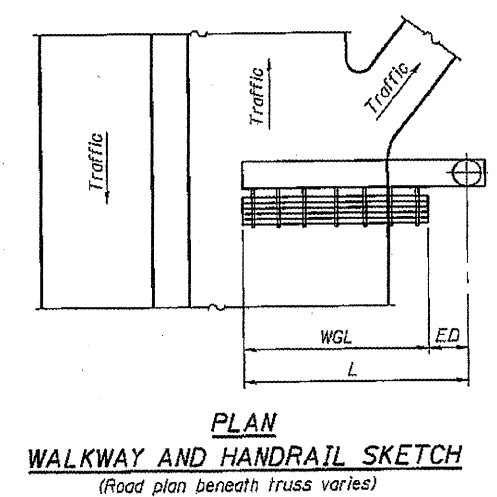 Traffic
Traffic
Traffic
WGL
E.D
L
PLAN
WALKWAY AND HANDRAIL SKETCH
(Road plan beneath truss varies)